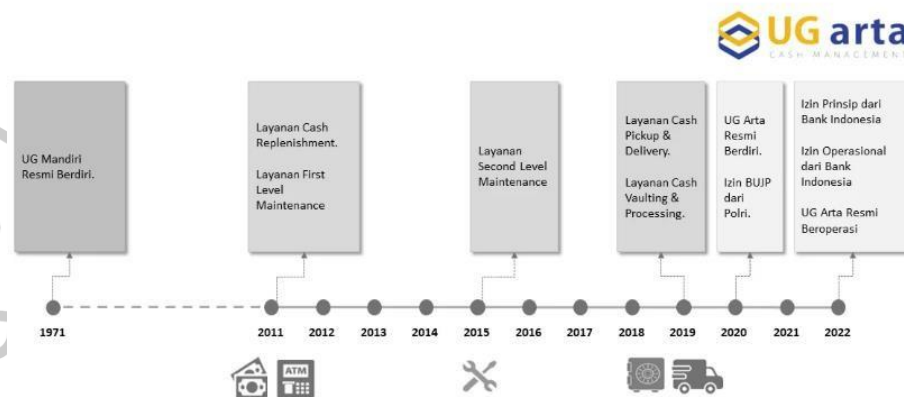 UG arta
CASH MANAGEMENT
UG Mandiri
Resmi Berdiri.
Layanan Cash
Replenishment.
Layanan First
Level
Maintenance
Layanan
Second Level
Maintenance
Layanan Cash
Pickup &
Delivery.
Layanan Cash
Vaulting &
Processing.
UG Arta
Resmi
Berdiri.
Izin BUJP
dari
Polri.
Izin Prinsip dari
Bank Indonesia
Izin Operasional
dari Bank
Indonesia
UG Arta Resmi
Beroperasi
1971
2011
2012
2013
2014
2015
2016
2017
2018
2019
2020
2021
2022
ATM